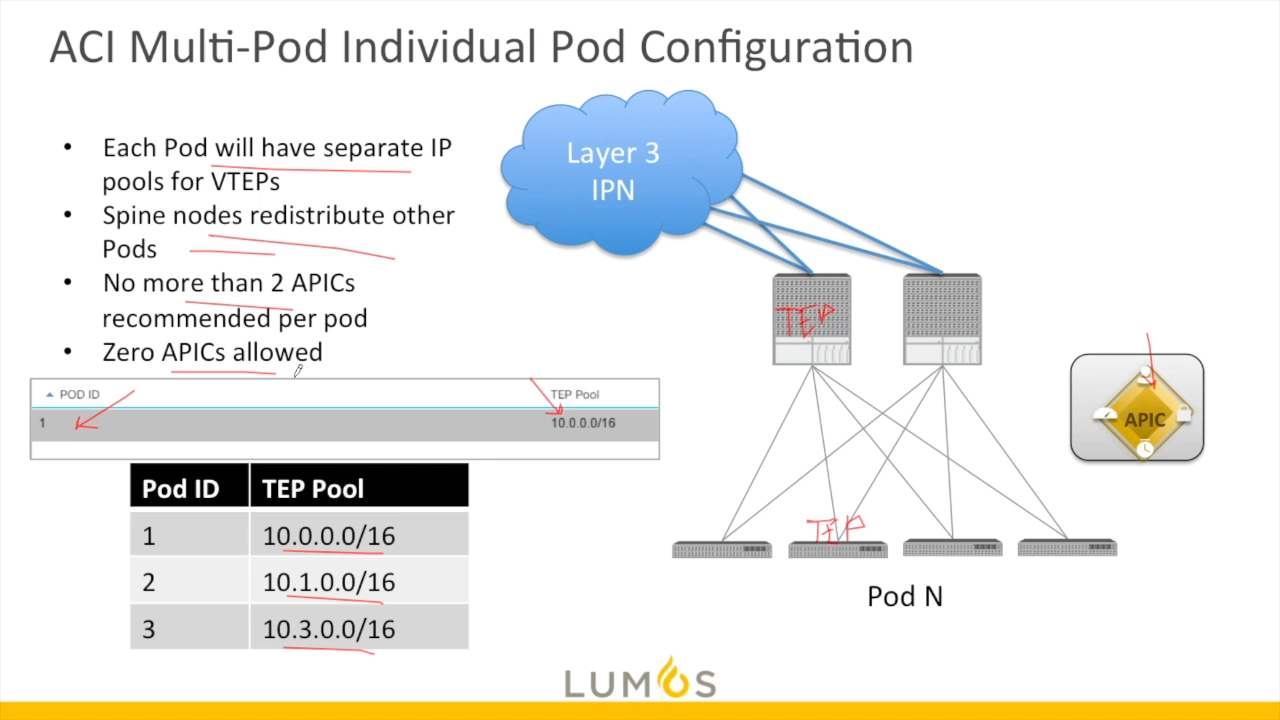 ACI Multi-Pod Individual Pod Configuration
• Each Pod will have separate IP
pools for VTEPs
• Spine nodes redistribute other
Pods
• No more than 2 APICs
recommended per pod
• Zero APICs allowed
POD ID TEP Pool
1 10.0.0.0/16
Pod ID TEP Pool
1 10.0.0.0/16
2 10.1.0.0/16
3 10.3.0.0/16
Layer 3
IPN
TEP
APIC
TEP
Pod N
LUMOS